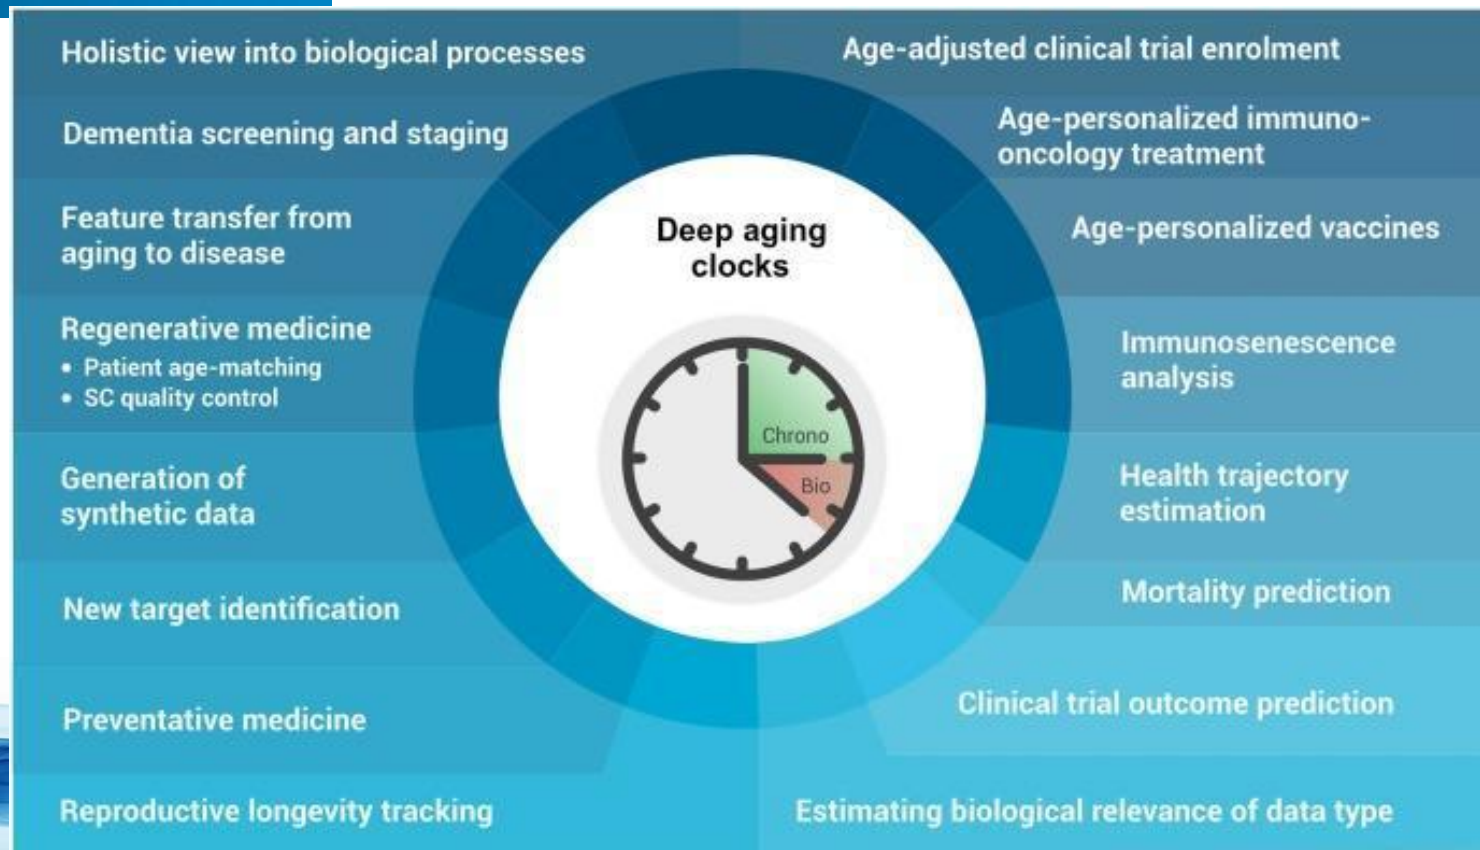 Holistic view into biological processes
Dementia screening and staging
Feature transfer from
aging to disease
Regenerative medicine
• Patient age-matching
• SC quality control
Generation of
synthetic data
New target identification
Preventative medicine
Reproductive longevity tracking
Deep aging
clocks
Chrono
Bio
Age-adjusted clinical trial enrolment
Age-personalized immuno-
oncology treatment
Age-personalized vaccines
Immunosenescence
analysis
Health trajectory
estimation
Mortality prediction
Clinical trial outcome prediction
Estimating biological relevance of data type